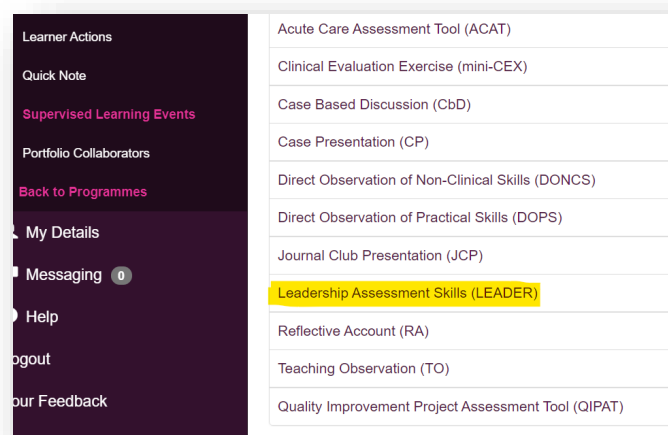 Learner Actions
Quick Note
Supervised Learning Events
Portfolio Collaborators
Back to Programmes
My Details
Messaging 0
Help
ogout
our Feedback
Acute Care Assessment Tool (ACAT)
Clinical Evaluation Exercise (mini-CEX)
Case Based Discussion (CbD)
Case Presentation (CP)
Direct Observation of Non-Clinical Skills (DONCS)
Direct Observation of Practical Skills (DOPS)
Journal Club Presentation (JCP)
Leadership Assessment Skills (LEADER)
Reflective Account (RA)
Teaching Observation (TO)
Quality Improvement Project Assessment Tool (QIPAT)